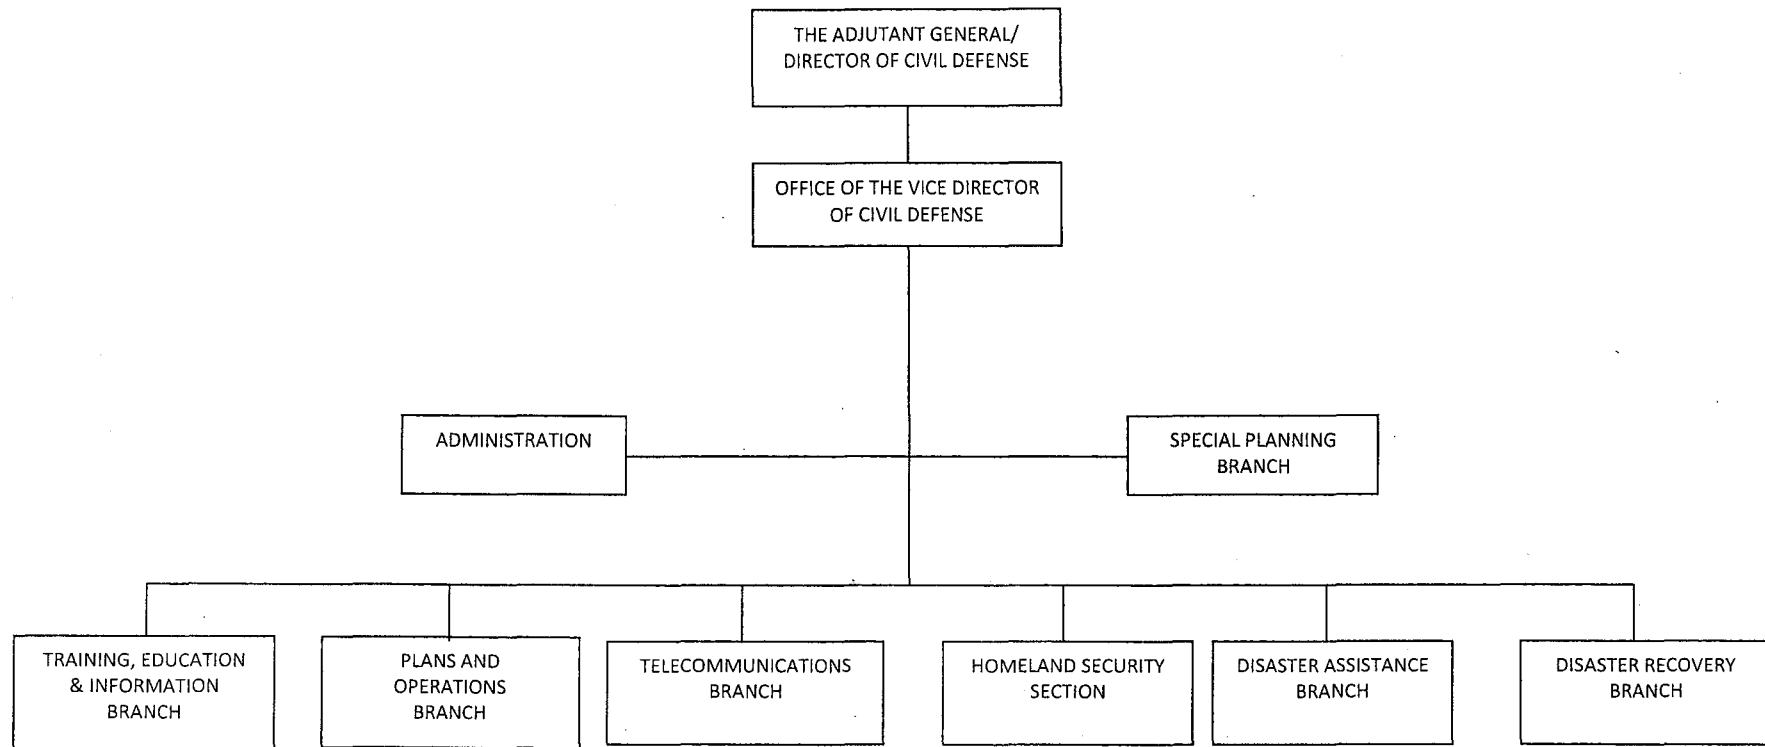 THE ADJUTANT GENERAL/
DIRECTOR OF CIVIL DEFENSE
OFFICE OF THE VICE DIRECTOR
OF CIVIL DEFENSE
ADMINISTRATION
SPECIAL PLANNING
BRANCH
TRAINING, EDUCATION
& INFORMATION
BRANCH
PLANS AND
OPERATIONS
BRANCH
TELECOMMUNICATIONS
BRANCH
HOMELAND SECURITY
SECTION
DISASTER ASSISTANCE
BRANCH
DISASTER RECOVERY
BRANCH